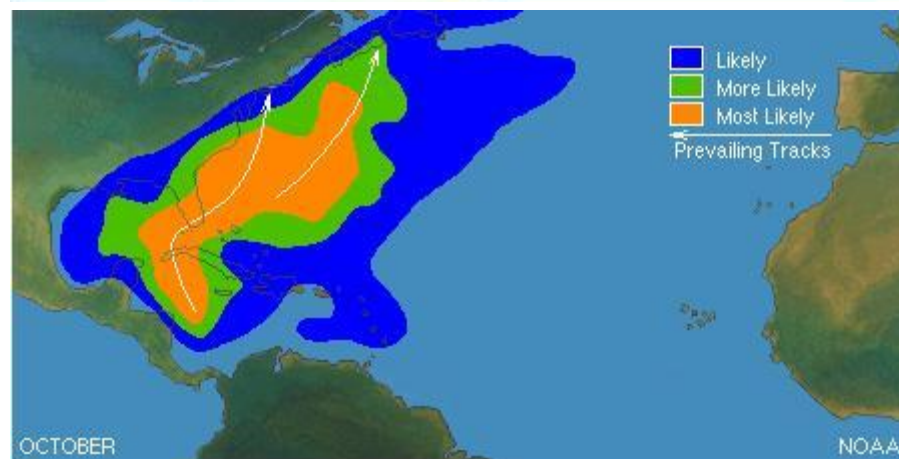 Likely
More Likely
Most Likely
Prevailing Tracks
OCTOBER
NOAA